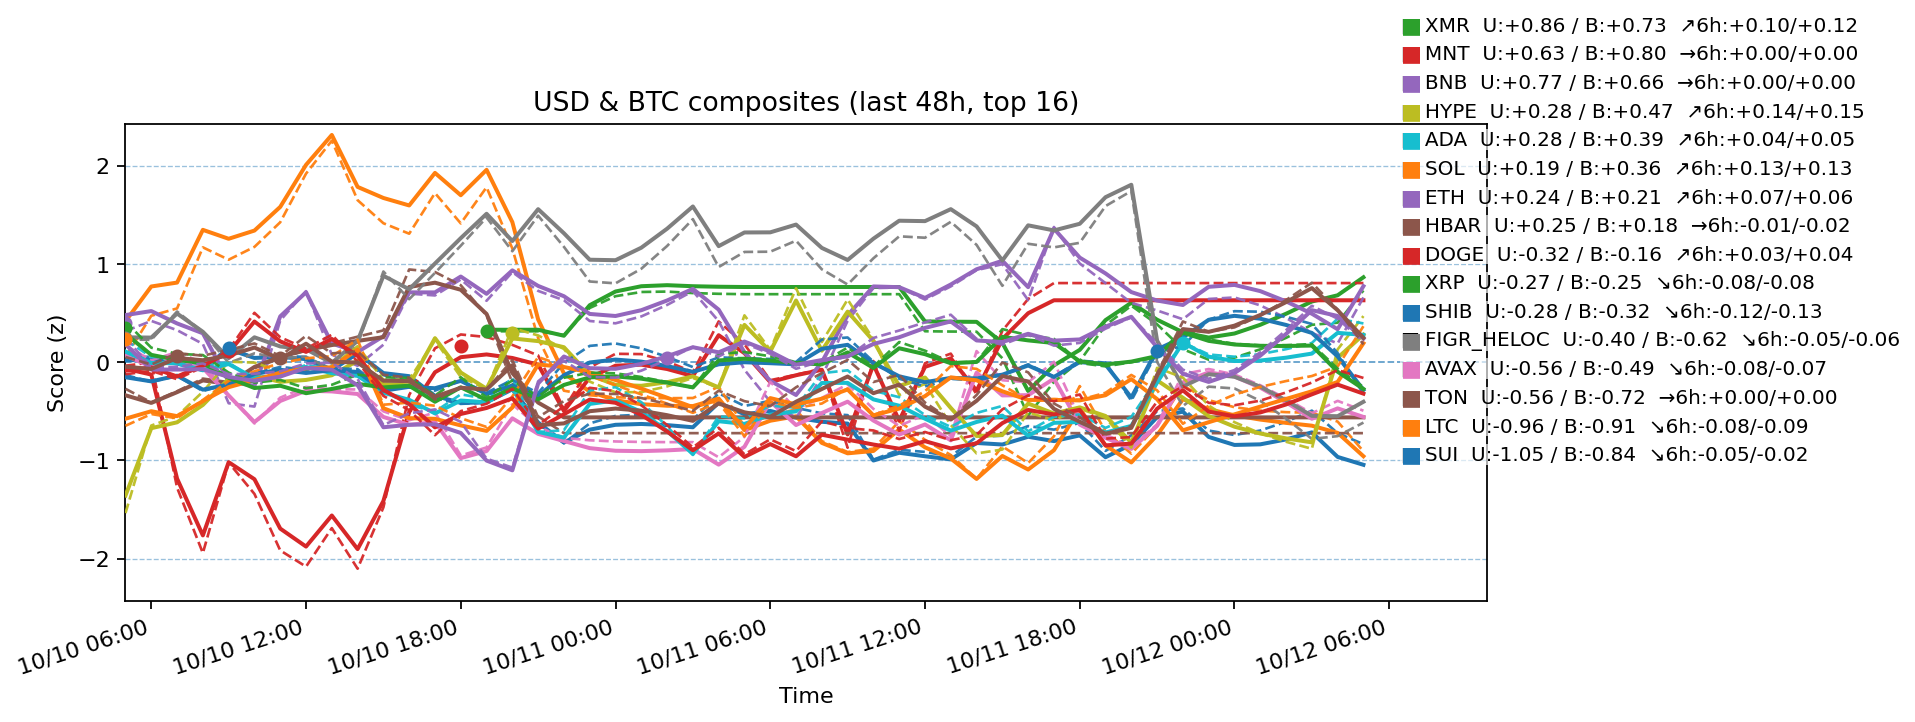 XMR U:+0.86 / B:+0.73 ↗6h:+0.10/+0.12
MNT U:+0.63 / B:+0.80 →6h:+0.00/+0.00
BNB U:+0.77 / B:+0.66 →6h:+0.00/+0.00
HYPE U:+0.28 / B:+0.47 ↗6h:+0.14/+0.15
ADA U:+0.28 / B:+0.39 ↗6h:+0.04/+0.05
SOL U:+0.19 / B:+0.36 ↗6h:+0.13/+0.13
ETH U:+0.24 / B:+0.21 ↗6h:+0.07/+0.06
HBAR U:+0.25 / B:+0.18 →6h:-0.01/-0.02
DOGE U:-0.32 / B:-0.16 ↗6h:+0.03/+0.04
XRP U:-0.27 / B:-0.25 ↘6h:-0.08/-0.08
SHIB U:-0.28 / B:-0.32 ↘6h:-0.12/-0.13
FIGR_HELOC U:-0.40 / B:-0.62 ↘6h:-0.05/-0.06
AVAX U:-0.56 / B:-0.49 ↘6h:-0.08/-0.07
TON U:-0.56 / B:-0.72 →6h:+0.00/+0.00
LTC U:-0.96 / B:-0.91 ↘6h:-0.08/-0.09
SUI U:-1.05 / B:-0.84 ↘6h:-0.05/-0.02
USD & BTC composites (last 48h, top 16)
Score (z)
2
1
0
−1
−2
10/10 06:00
10/10 12:00
10/10 18:00
10/11 00:00
10/11 06:00
10/11 12:00
10/11 18:00
10/12 00:00
10/12 06:00
Time